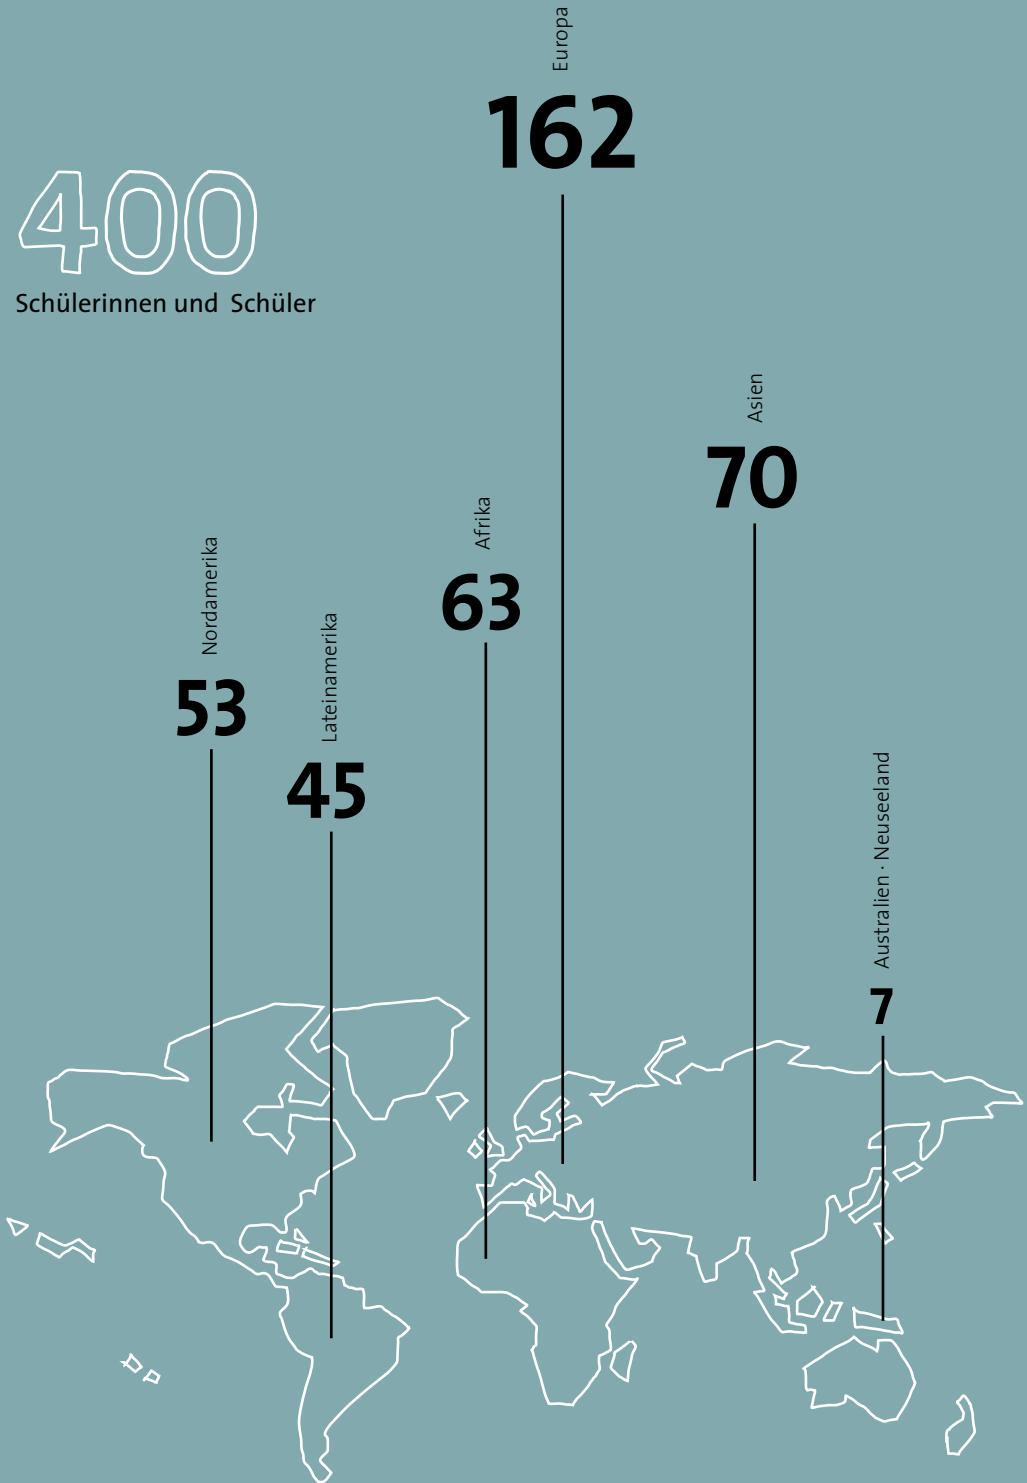 400
Schülerinnen und Schüler
Europa
162
Asien
70
Afrika
63
Nordamerika
53
Lateinamerika
45
Australien · Neuseeland
7